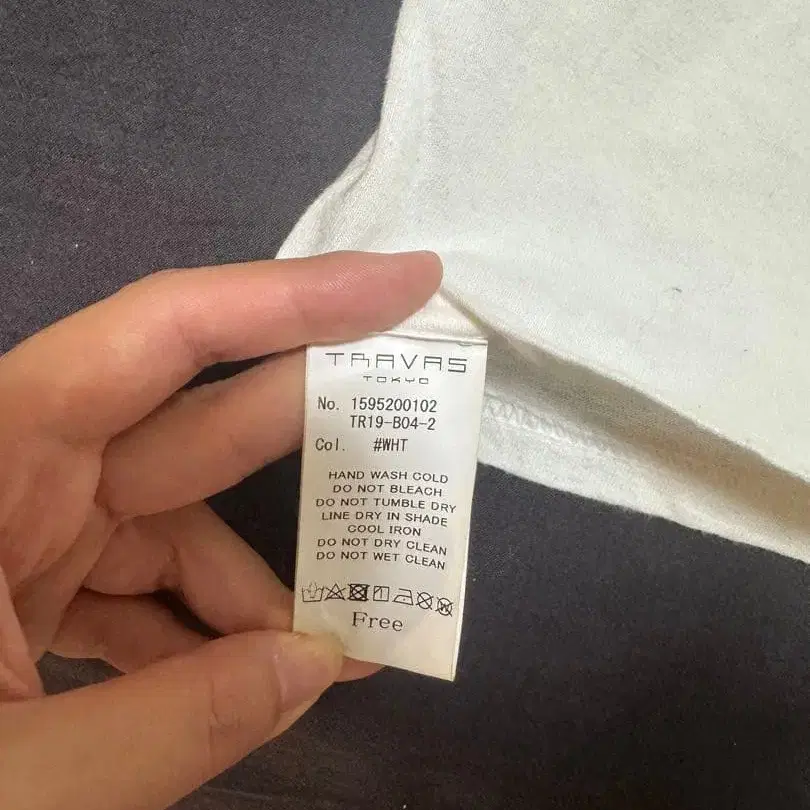 TRAVAS
TOKYO
No. 1595200102
TR19-B04-2
Col. #WHT
HAND WASH COLD
DO NOT BLEACH
DO NOT TUMBLE DRY
LINE DRY IN SHADE
COOL IRON
DO NOT DRY CLEAN
DO NOT WET CLEAN
Free